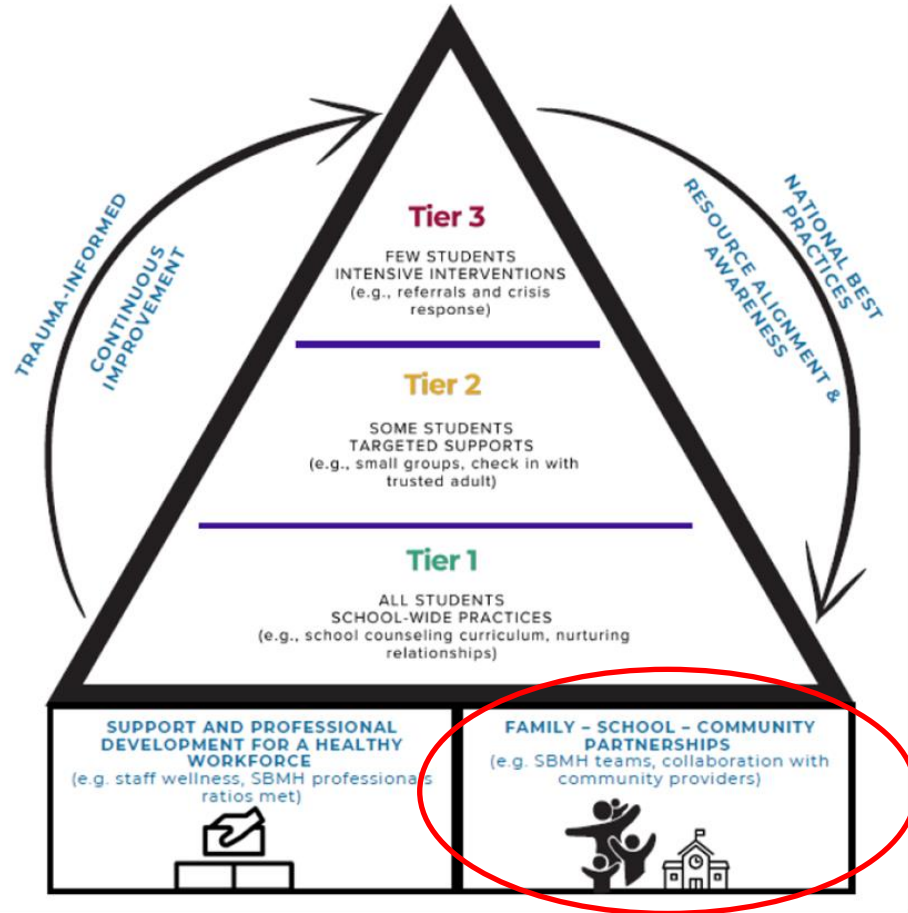 TRAUMA-INFORMED
CONTINUOUS
IMPROVEMENT
NATIONAL BEST
PRACTICES
RESOURCE ALIGNMENT &
AWARENESS
Tier 3
FEW STUDENTS
INTENSIVE INTERVENTIONS
(e.g., referrals and crisis
response)
Tier 2
SOME STUDENTS
TARGETED SUPPORTS
(e.g., small groups, check in with
trusted adult)
Tier 1
ALL STUDENTS
SCHOOL-WIDE PRACTICES
(e.g., school counseling curriculum, nurturing
relationships)
SUPPORT AND PROFESSIONAL
DEVELOPMENT FOR A HEALTHY
WORKFORCE
(e.g. staff wellness, SBMH professionals
ratios met)
FAMILY – SCHOOL – COMMUNITY
PARTNERSHIPS
(e.g. SBMH teams, collaboration with
community providers)